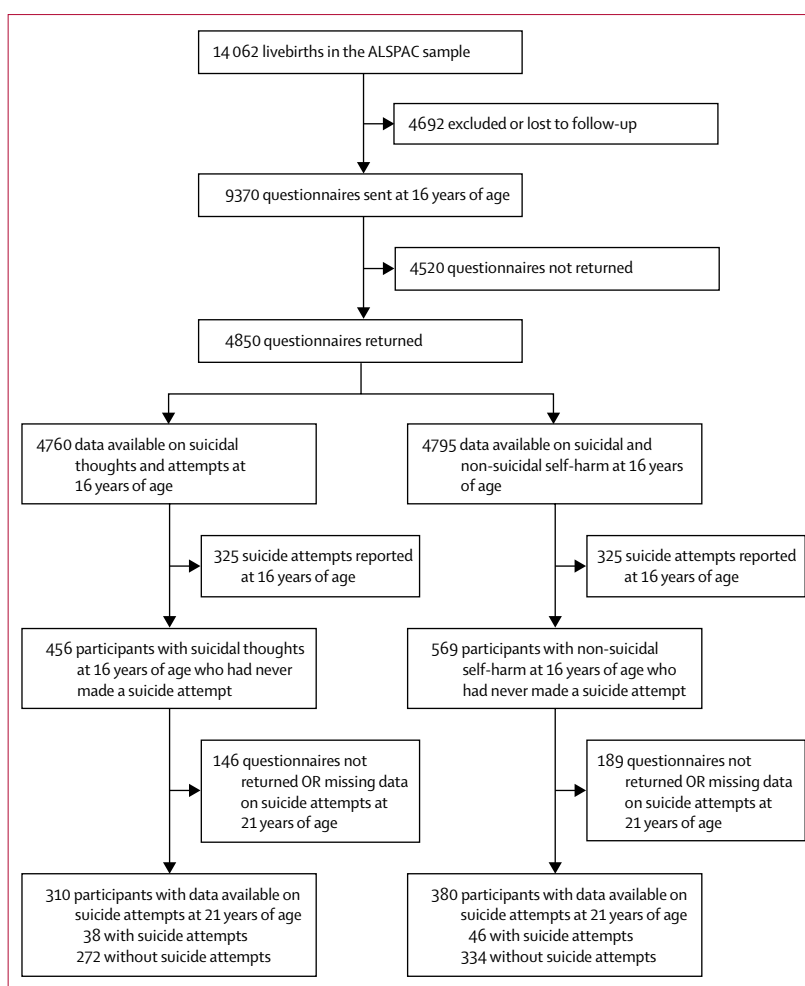 14 062 livebirths in the ALSPAC sample
4692 excluded or lost to follow-up
9370 questionnaires sent at 16 years of age
4520 questionnaires not returned
4850 questionnaires returned
4760 data available on suicidal
thoughts and attempts at
16 years of age
4795 data available on suicidal and
non-suicidal self-harm at 16 years
of age
325 suicide attempts reported
at 16 years of age
325 suicide attempts reported
at 16 years of age
456 participants with suicidal thoughts
at 16 years of age who had never
made a suicide attempt
569 participants with non-suicidal
self-harm at 16 years of age who
had never made a suicide attempt
146 questionnaires not
returned OR missing data
on suicide attempts at
21 years of age
189 questionnaires not
returned OR missing data
on suicide attempts at
21 years of age
310 participants with data available on
suicide attempts at 21 years of age
38 with suicide attempts
272 without suicide attempts
380 participants with data available on
suicide attempts at 21 years of age
46 with suicide attempts
334 without suicide attempts